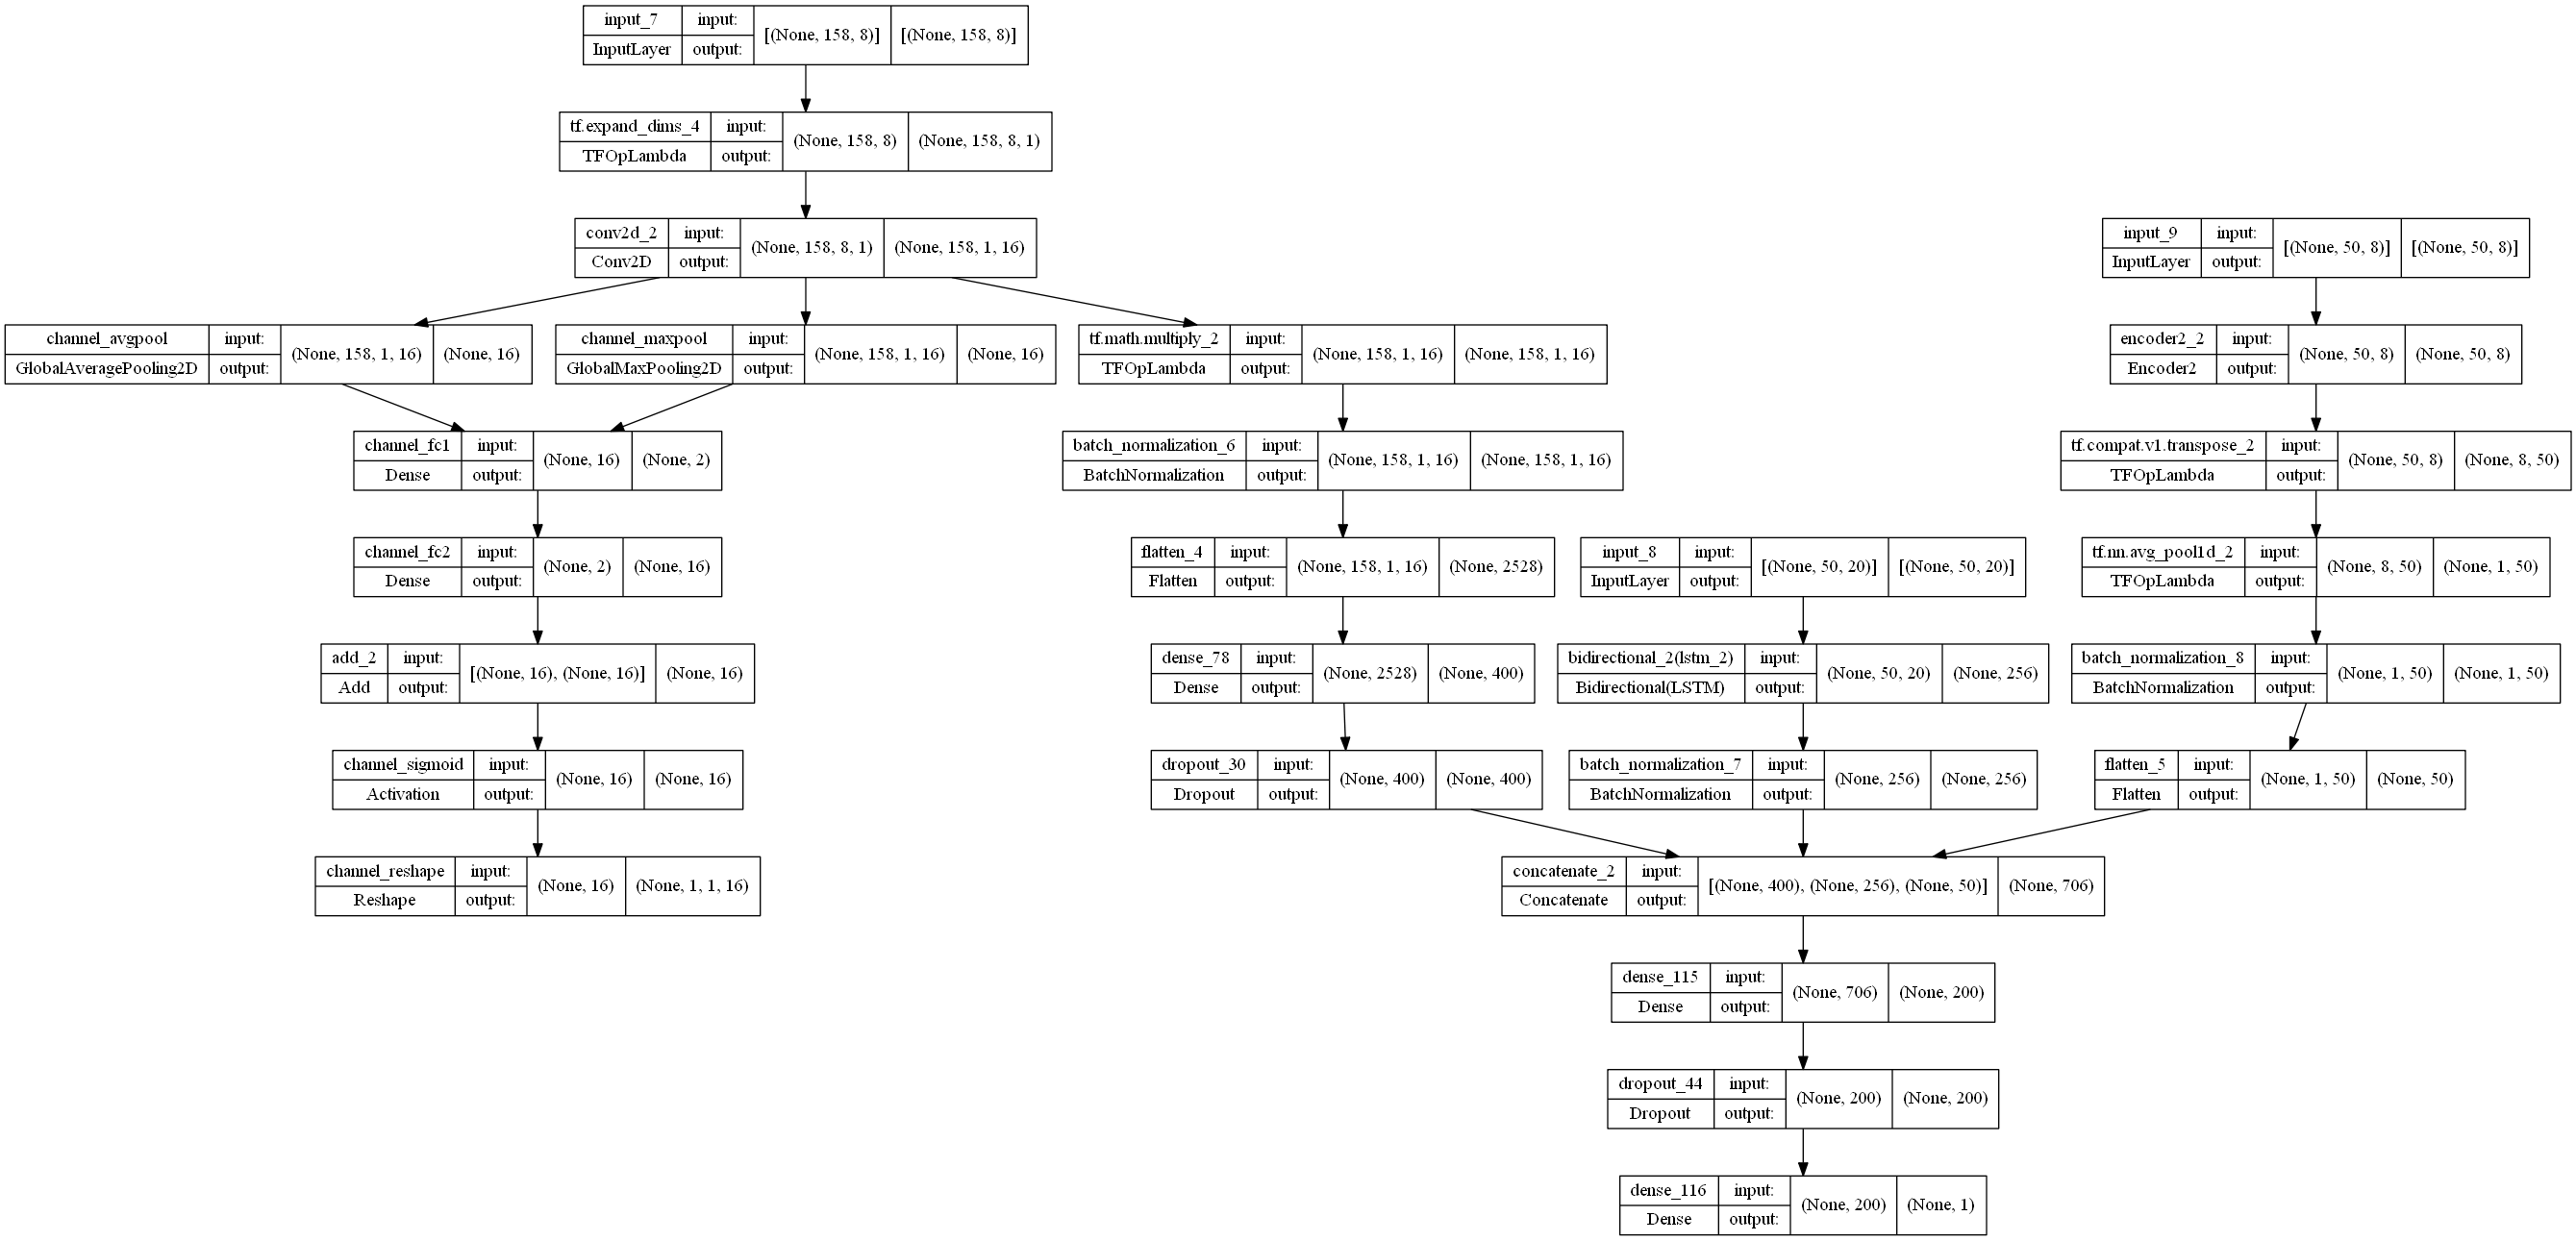 input_7 input: [(None, 158, 8)] [(None, 158, 8)]
InputLayer output:
tf.expand_dims_4 input: (None, 158, 8) (None, 158, 8, 1)
TFOpLambda output:
conv2d_2 input: (None, 158, 8, 1) (None, 158, 1, 16)
Conv2D output:
input_9 input: [(None, 50, 8)] [(None, 50, 8)]
InputLayer output:
channel_avgpool input: (None, 158, 1, 16) (None, 16)
GlobalAveragePooling2D output:
channel_maxpool input: (None, 158, 1, 16) (None, 16)
GlobalMaxPooling2D output:
tf.math.multiply_2 input: (None, 158, 1, 16) (None, 158, 1, 16)
TFOpLambda output:
encoder2_2 input: (None, 50, 8) (None, 50, 8)
Encoder2 output:
channel_fc1 input: (None, 16) (None, 2)
Dense output:
batch_normalization_6 input: (None, 158, 1, 16) (None, 158, 1, 16)
BatchNormalization output:
tf.compat.v1.transpose_2 input: (None, 50, 8) (None, 8, 50)
TFOpLambda output:
channel_fc2 input: (None, 2) (None, 16)
Dense output:
flatten_4 input: (None, 158, 1, 16) (None, 2528)
Flatten output:
input_8 input: [(None, 50, 20)] [(None, 50, 20)]
InputLayer output:
tf.nn.avg_pool1d_2 input: (None, 8, 50) (None, 1, 50)
TFOpLambda output:
add_2 input: [(None, 16), (None, 16)] (None, 16)
Add output:
dense_78 input: (None, 2528) (None, 400)
Dense output:
bidirectional_2(lstm_2) input: (None, 50, 20) (None, 256)
Bidirectional(LSTM) output:
batch_normalization_8 input: (None, 1, 50) (None, 1, 50)
BatchNormalization output:
channel_sigmoid input: (None, 16) (None, 16)
Activation output:
dropout_30 input: (None, 400) (None, 400)
Dropout output:
batch_normalization_7 input: (None, 256) (None, 256)
BatchNormalization output:
flatten_5 input: (None, 1, 50) (None, 50)
Flatten output:
channel_reshape input: (None, 16) (None, 1, 1, 16)
Reshape output:
concatenate_2 input: [(None, 400), (None, 256), (None, 50)] (None, 706)
Concatenate output:
dense_115 input: (None, 706) (None, 200)
Dense output:
dropout_44 input: (None, 200) (None, 200)
Dropout output:
dense_116 input: (None, 200) (None, 1)
Dense output: